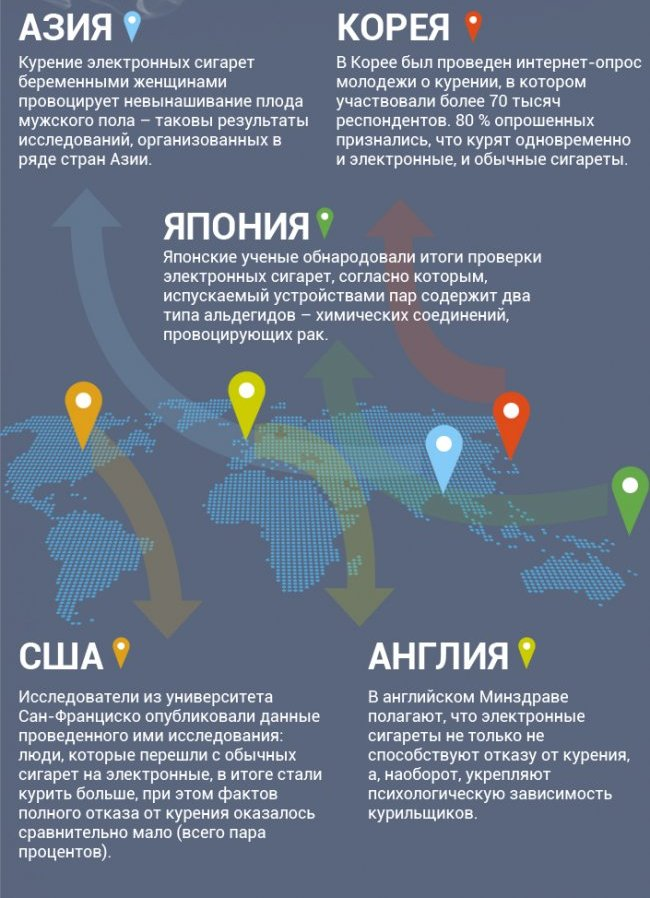 АЗИЯ
Курение электронных сигарет
беременными женщинами
провоцирует невынашивание плода
мужского пола – таковы результаты
исследований, организованных в
ряде стран Азии.
КОРЕЯ
В Корее был проведен интернет-опрос
молодежи о курении, в котором
участвовали более 70 тысяч
респондентов. 80 % опрошенных
признались, что курят одновременно
и электронные, и обычные сигареты.
ЯПОНИЯ
Японские ученые обнародовали итоги проверки
электронных сигарет, согласно которым,
испускаемый устройствами пар содержит два
типа альдегидов – химических соединений,
провоцирующих рак.
США
Исследователи из университета
Сан-Франциско опубликовали данные
проведенного ими исследования:
люди, которые перешли с обычных
сигарет на электронные, в итоге стали
курить больше, при этом фактов
полного отказа от курения оказалось
сравнительно мало (всего пара
процентов).
АНГЛИЯ
В английском Минздраве
полагают, что электронные
сигареты не только не
способствуют отказу от курения,
а, наоборот, укрепляют
психологическую зависимость
курильщиков.